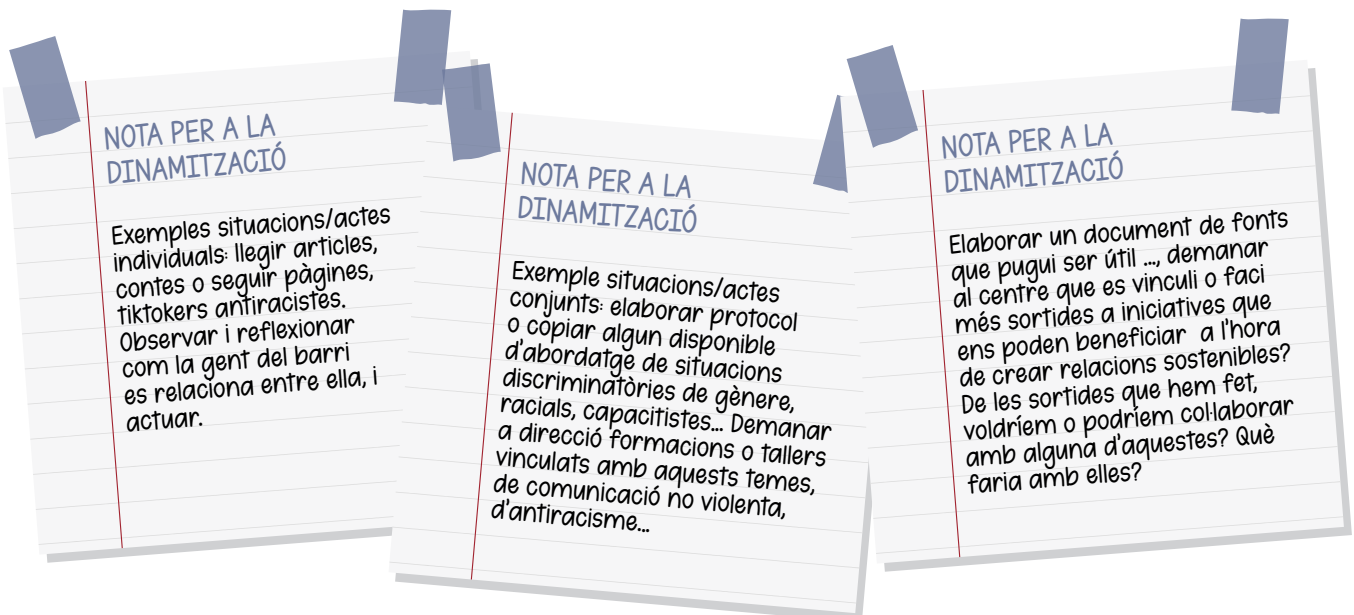 NOTA PER A LA
DINAMITZACIÓ
Exemples situacions/actes
individuals: llegir articles,
contes o seguir pàgines,
tiktokers antiracistes.
Observar i reflexionar
com la gent del barri
es relaciona entre ella, i
actuar.
NOTA PER A LA
DINAMITZACIÓ
Exemple situacions/actes
conjunts: elaborar protocol
o copiar algun disponible
d'abordatge de situacions
discriminatòries de gènere,
racials, capacitistes... Demanar
a direcció formacions o tallers
vinculats amb aquests temes,
de comunicació no violenta,
d'antiracisme...
NOTA PER A LA
DINAMITZACIÓ
Elaborar un document de fonts
que pugui ser útil ..., demanar
al centre que es vinculi o faci
més sortides a iniciatives que
ens poden beneficiar a l'hora
de crear relacions sostenibles?
De les sortides que hem fet,
voldríem o podríem col·laborar
amb alguna d'aquestes? Què
faria amb elles?